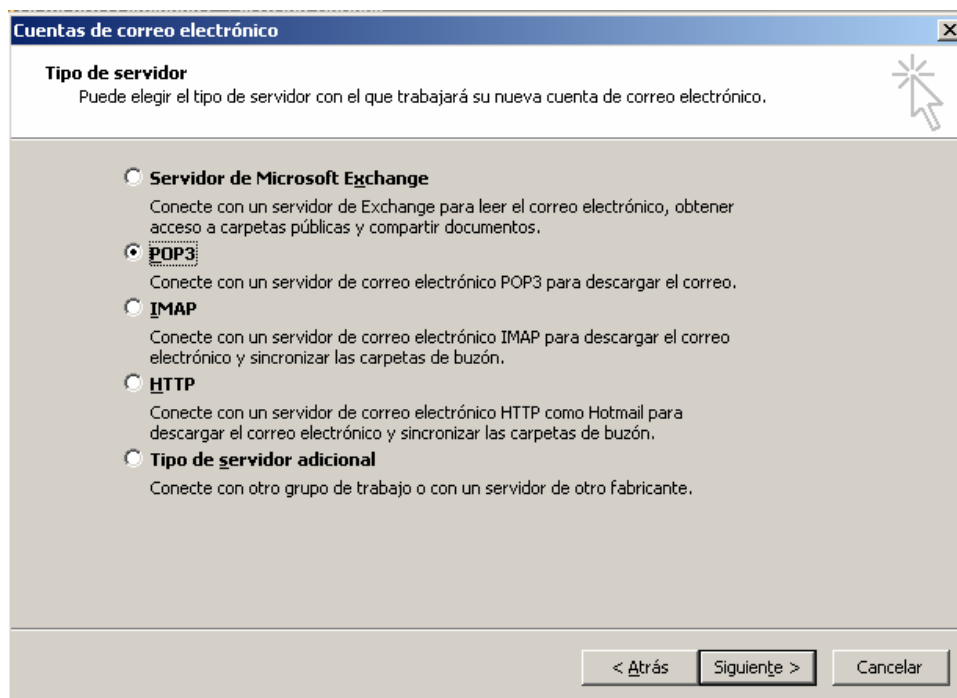 Cuentas de correo electrónico
Tipo de servidor
Puede elegir el tipo de servidor con el que trabajará su nueva cuenta de correo electrónico.
Servidor de Microsoft Exchange
Conecte con un servidor de Exchange para leer el correo electrónico, obtener
acceso a carpetas públicas y compartir documentos.
POP3
Conecte con un servidor de correo electrónico POP3 para descargar el correo.
IMAP
Conecte con un servidor de correo electrónico IMAP para descargar el correo
electrónico y sincronizar las carpetas de buzón.
HTTP
Conecte con un servidor de correo electrónico HTTP como Hotmail para
descargar el correo electrónico y sincronizar las carpetas de buzón.
Tipo de servidor adicional
Conecte con otro grupo de trabajo o con un servidor de otro fabricante.
< Atrás Siguiente > Cancelar